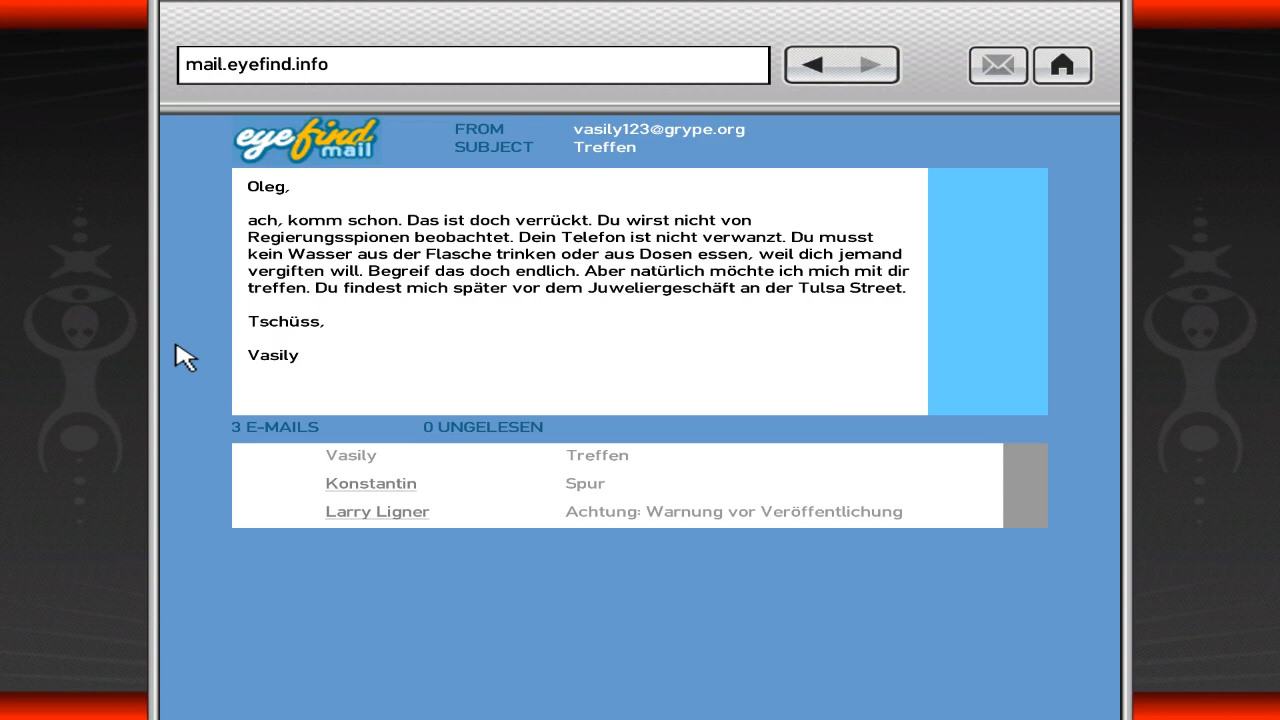 mail.eyefind.info
eyefind mail
FROM vasily123@grype.org
SUBJECT Treffen
Oleg,
ach, komm schon. Das ist doch verrückt. Du wirst nicht von
Regierungsspionen beobachtet. Dein Telefon ist nicht verwanzt. Du musst
kein Wasser aus der Flasche trinken oder aus Dosen essen, weil dich jemand
vergiften will. Begreif das doch endlich. Aber natürlich möchte ich mich mit dir
treffen. Du findest mich später vor dem Juweliergeschäft an der Tulsa Street.
Tschüss,
Vasily
3 E-MAILS 0 UNGELESEN
Vasily Treffen
Konstantin Spur
Larry Ligner Achtung: Warnung vor Veröffentlichung